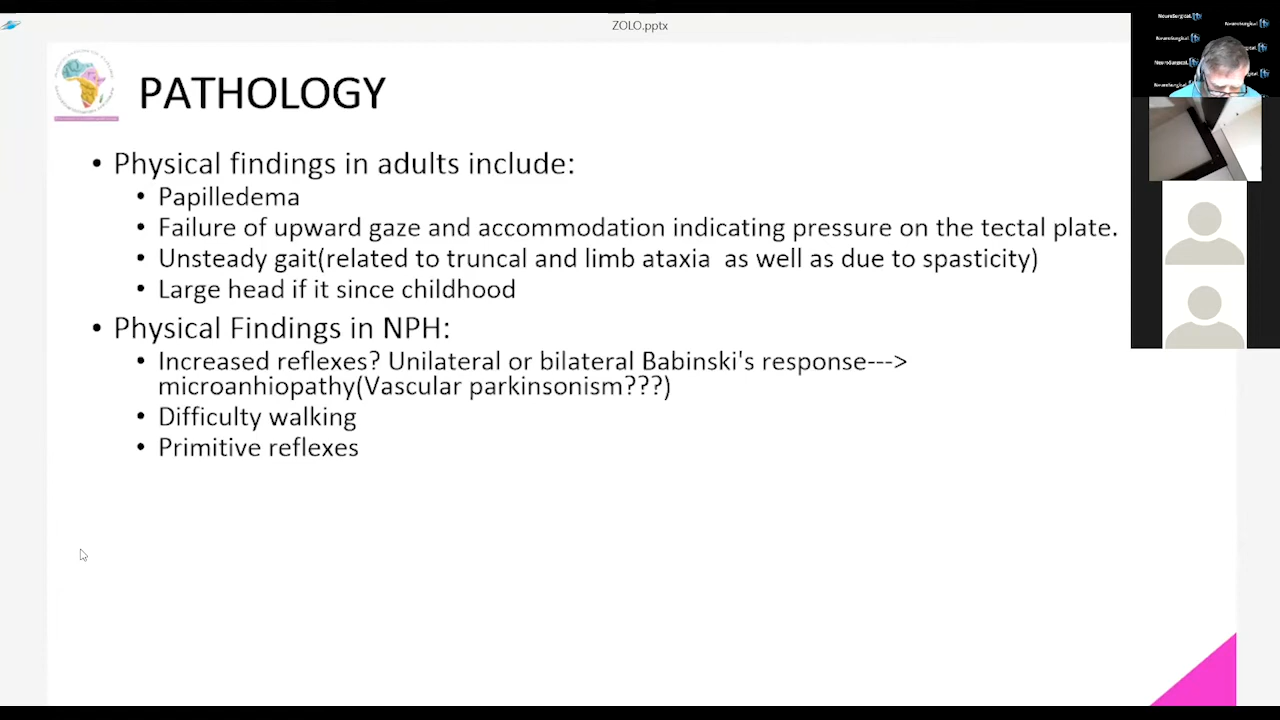 ZOLO.pptx
PATHOLOGY
• Physical findings in adults include:
• Papilledema
• Failure of upward gaze and accommodation indicating pressure on the tectal plate.
• Unsteady gait(related to truncal and limb ataxia as well as due to spasticity)
• Large head if it since childhood
• Physical Findings in NPH:
• Increased reflexes? Unilateral or bilateral Babinski's response--->
microanhiopathy(Vascular parkinsonism???)
• Difficulty walking
• Primitive reflexes